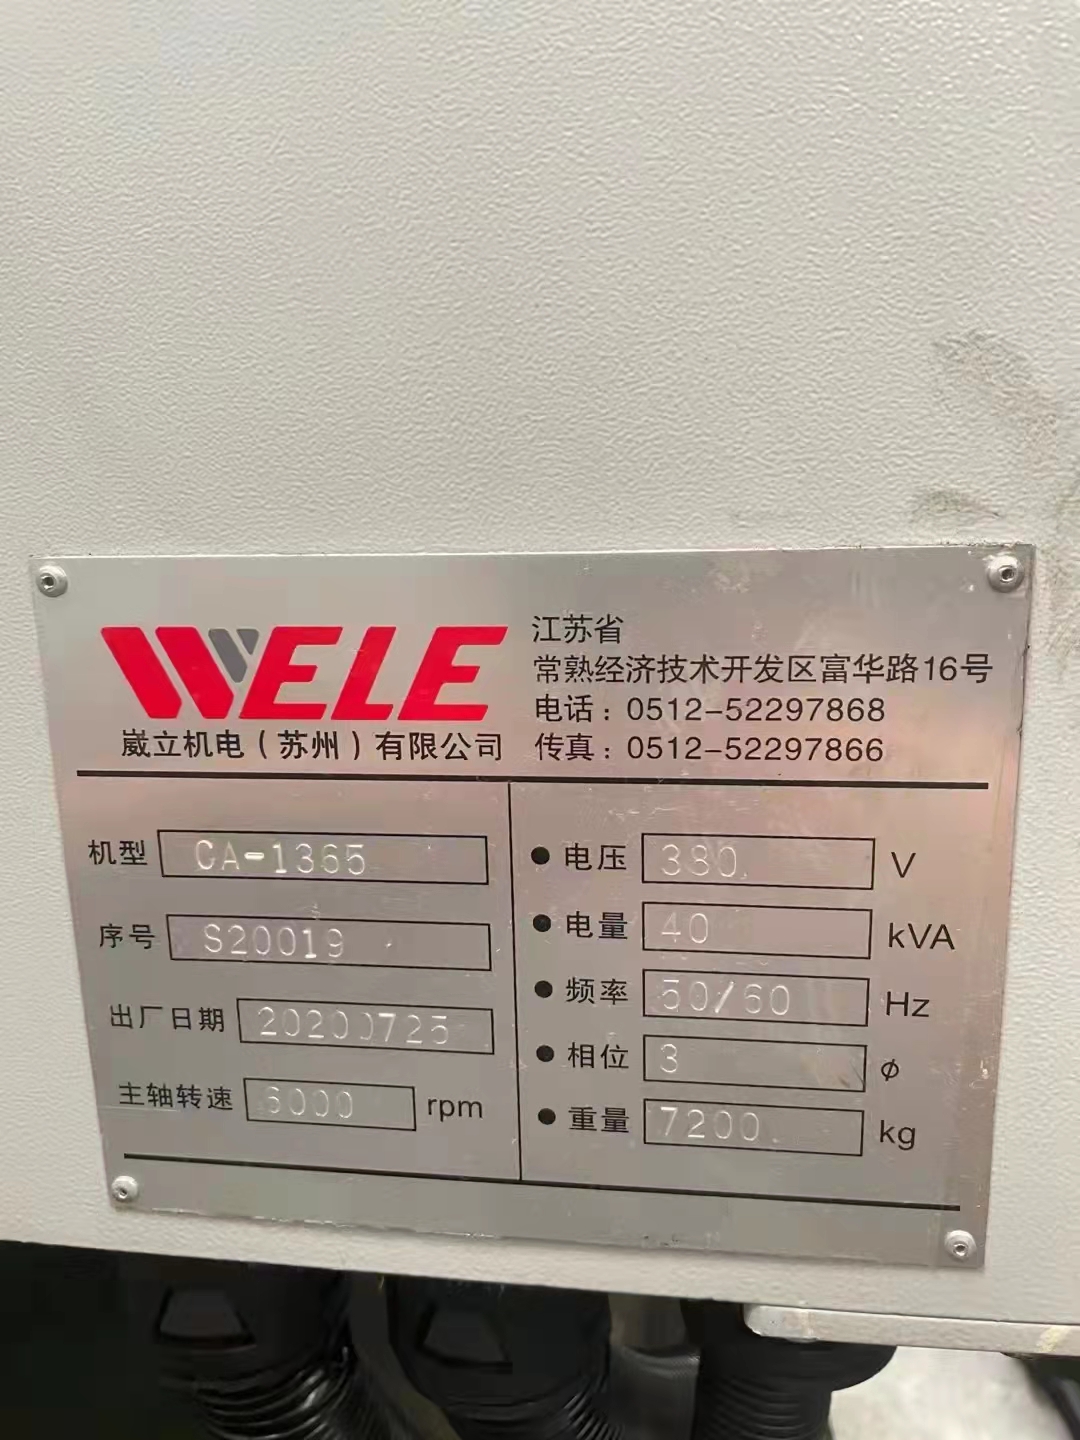 WELE
崴立机电(苏州)有限公司
江苏省
常熟经济技术开发区富华路16号
电话：0512-52297868
传真：0512-52297866
机型 CA-1365
序号 S20019
出厂日期 20200725
主轴转速 6000 rpm
●电压 380 V
●电量 40 kVA
●频率 50/60 Hz
●相位 3 ϕ
●重量 7200 kg